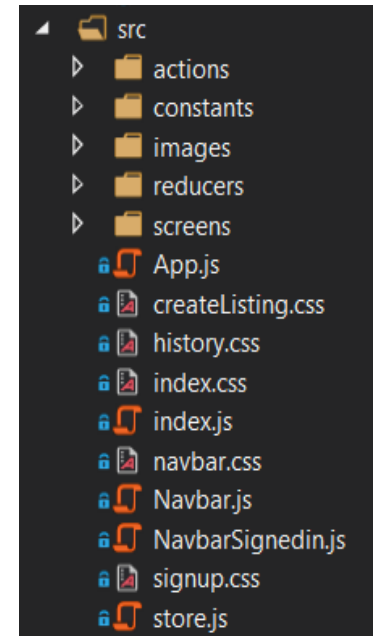 src
actions
constants
images
reducers
screens
App.js
createListing.css
history.css
index.css
index.js
navbar.css
Navbar.js
NavbarSignedin.js
signup.css
store.js